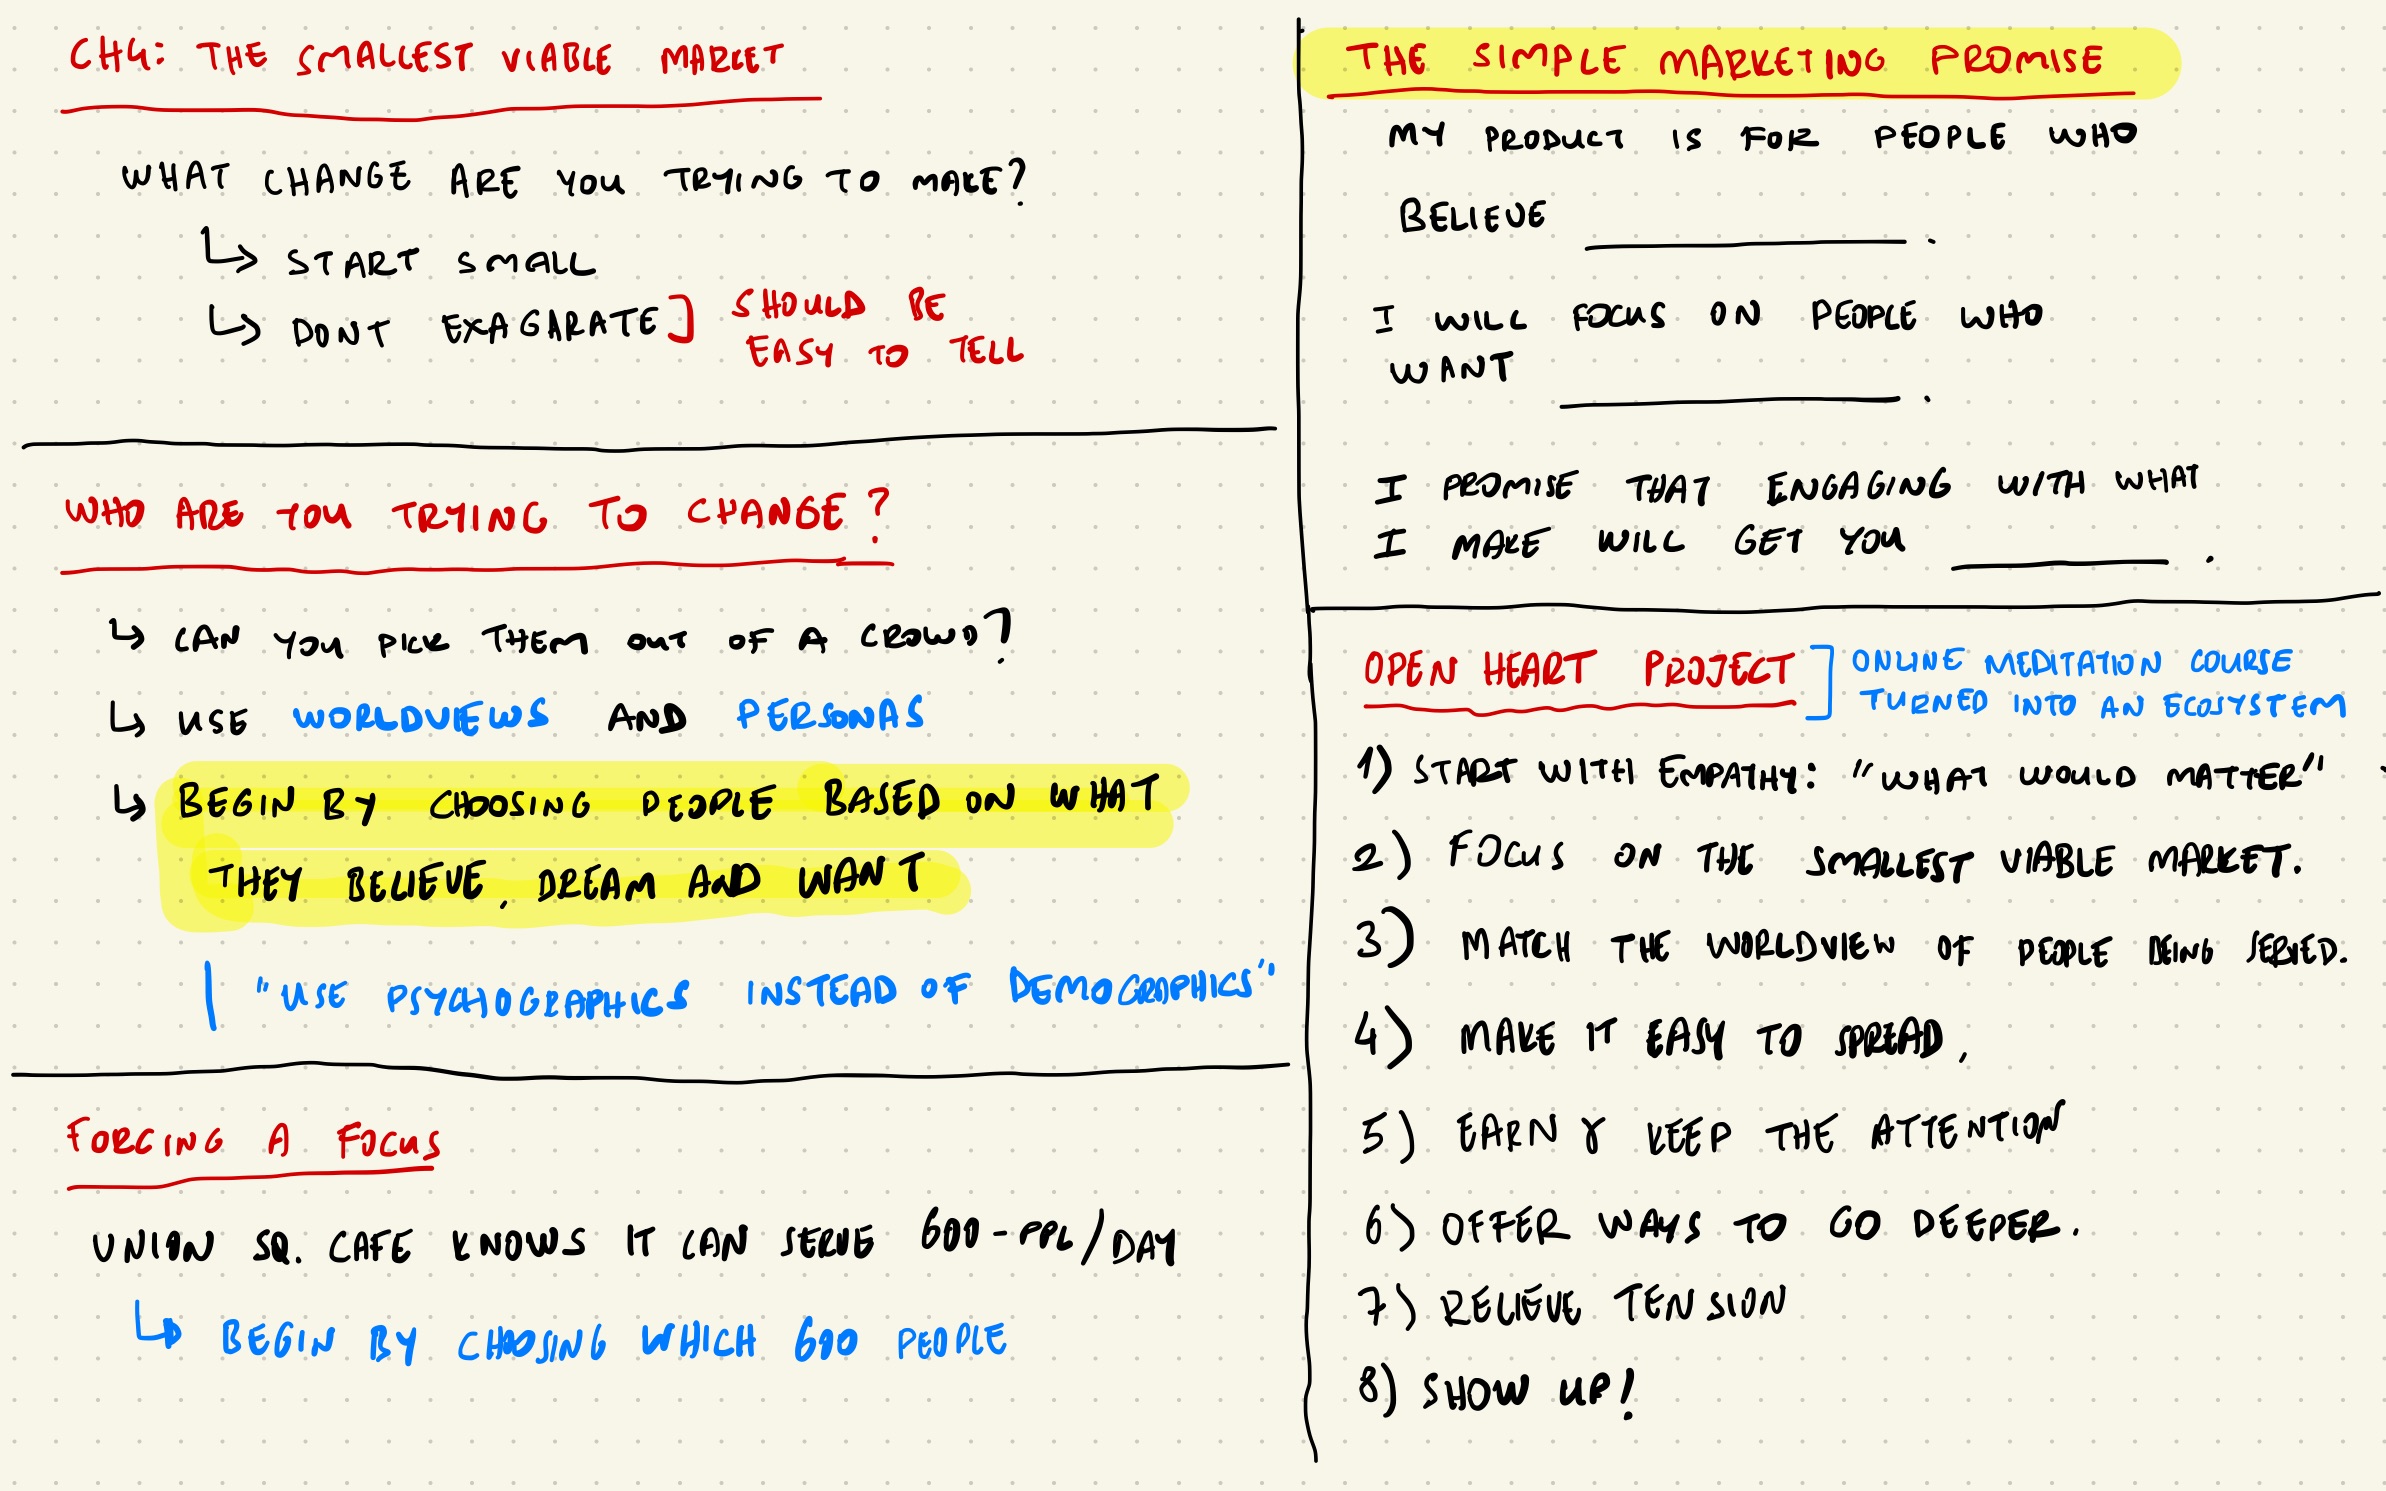 CH4: THE SMALLEST VIABLE MARKET
WHAT CHANGE ARE YOU TRYING TO MAKE?
↳ START SMALL
↳ DONT EXAGARATE] SHOULD BE
EASY TO TELL
WHO ARE YOU TRYING TO CHANGE?
↳ CAN YOU PICK THEM OUT OF A CROWD?
↳ USE WORLDVIEWS AND PERSONAS
↳ BEGIN BY CHOOSING PEOPLE BASED ON WHAT
THEY BELIEVE, DREAM AND WANT
"USE PSYCHOGRAPHICS INSTEAD OF DEMOGRAPHICS"
FORCING A FOCUS
UNION SQ. CAFE KNOWS IT CAN SERVE 600-PPL/DAY
↳ BEGIN BY CHOOSING WHICH 600 PEOPLE
THE SIMPLE MARKETING PROMISE
MY PRODUCT IS FOR PEOPLE WHO
BELIEVE ________.
I WILL FOCUS ON PEOPLE WHO
WANT ________.
I PROMISE THAT ENGAGING WITH WHAT
I MAKE WILL GET YOU ________.
OPEN HEART PROJECT] ONLINE MEDITATION COURSE
TURNED INTO AN ECOSYSTEM
1) START WITH EMPATHY: "WHAT WOULD MATTER"
2) FOCUS ON THE SMALLEST VIABLE MARKET.
3) MATCH THE WORLDVIEW OF PEOPLE BEING SERVED.
4) MAKE IT EASY TO SPREAD.
5) EARN & KEEP THE ATTENTION
6) OFFER WAYS TO GO DEEPER.
7) RELIEVE TENSION
8) SHOW UP!